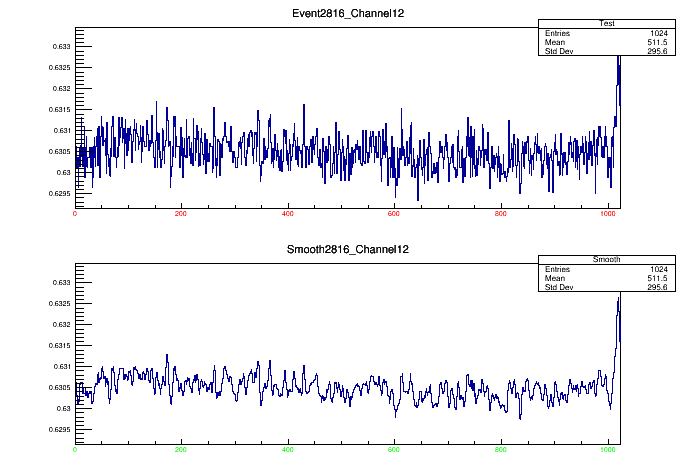 Event2816_Channel12
Test
Entries 1024
Mean 511.5
Std Dev 295.6
0.633
0.6325
0.632
0.6315
0.631
0.6305
0.63
0.6295
0 200 400 600 800 1000
Smooth2816_Channel12
Smooth
Entries 1024
Mean 511.5
Std Dev 295.6
0.633
0.6325
0.632
0.6315
0.631
0.6305
0.63
0.6295
0 200 400 600 800 1000